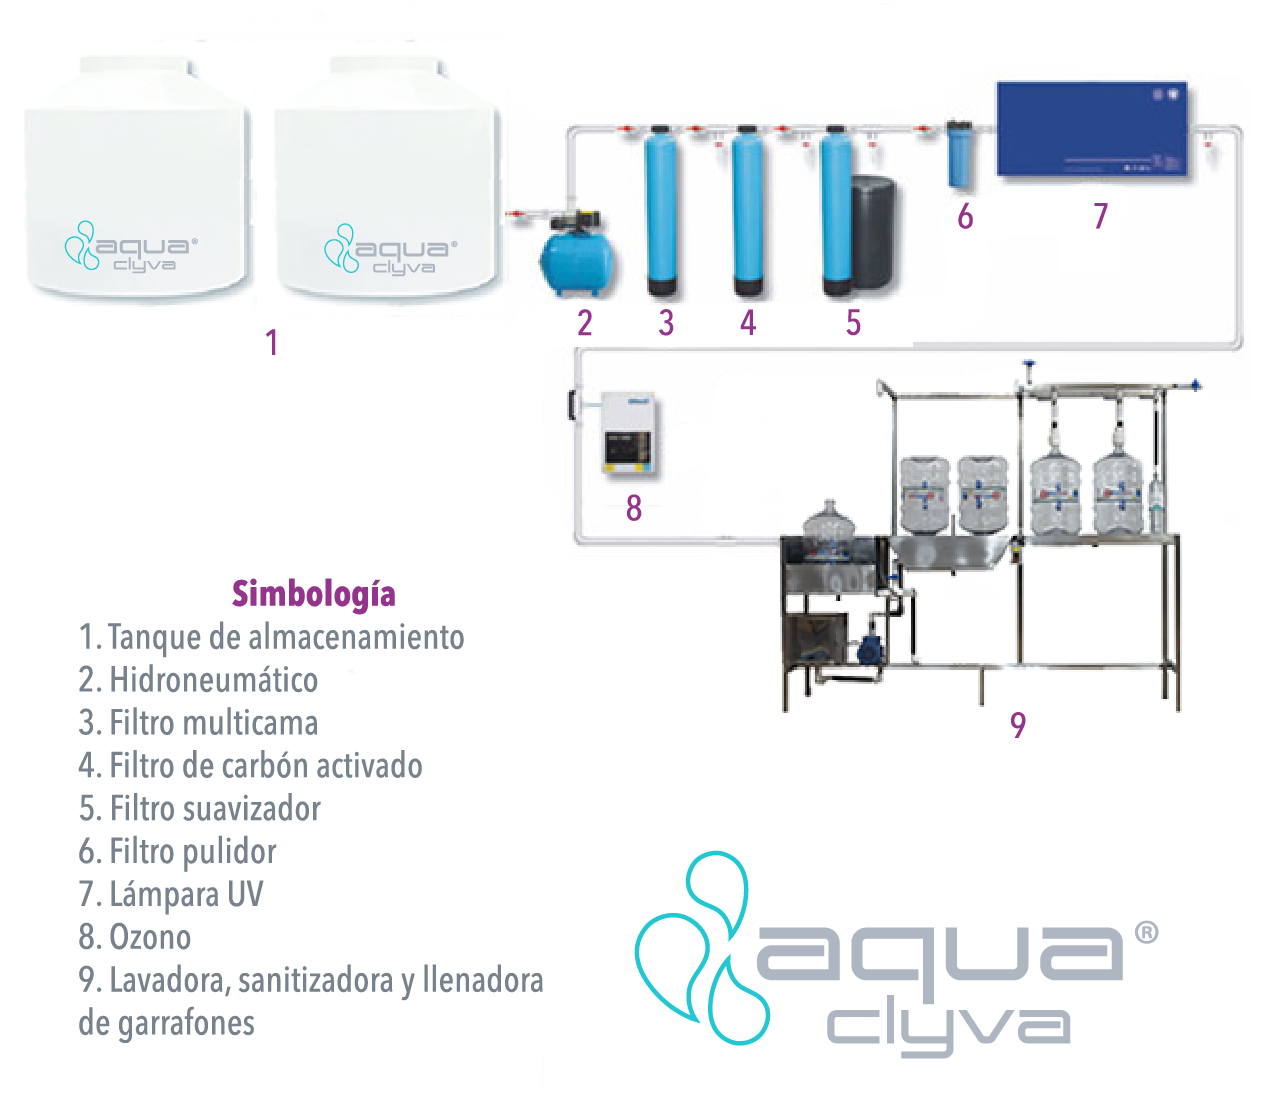 aqua®
clyva
aqua®
clyva
1
2
3
4
5
6
7
8
9
Simbología
1. Tanque de almacenamiento
2. Hidroneumático
3. Filtro multicama
4. Filtro de carbón activado
5. Filtro suavizador
6. Filtro pulidor
7. Lámpara UV
8. Ozono
9. Lavadora, sanitizadora y llenadora
de garrafones
aqua®
clyva